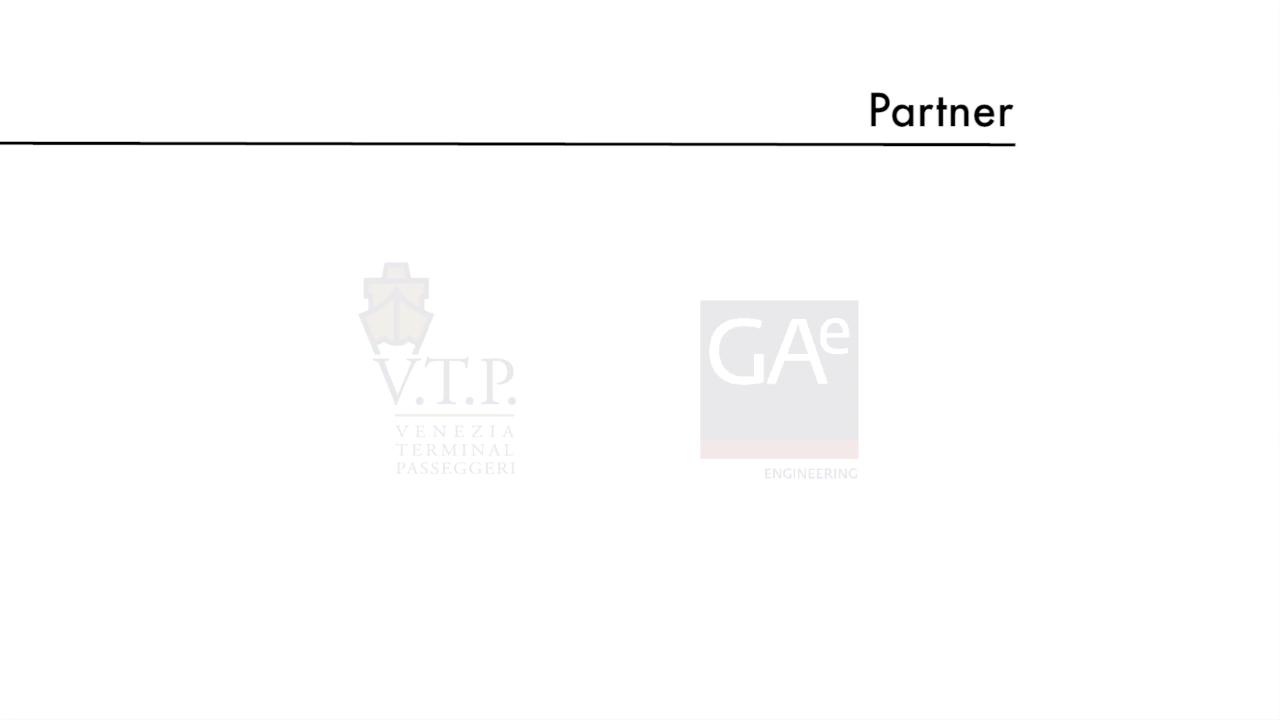 Partner
V.T.P.
VENEZIA
TERMINAL
PASSEGGERI
GAe
ENGINEERING